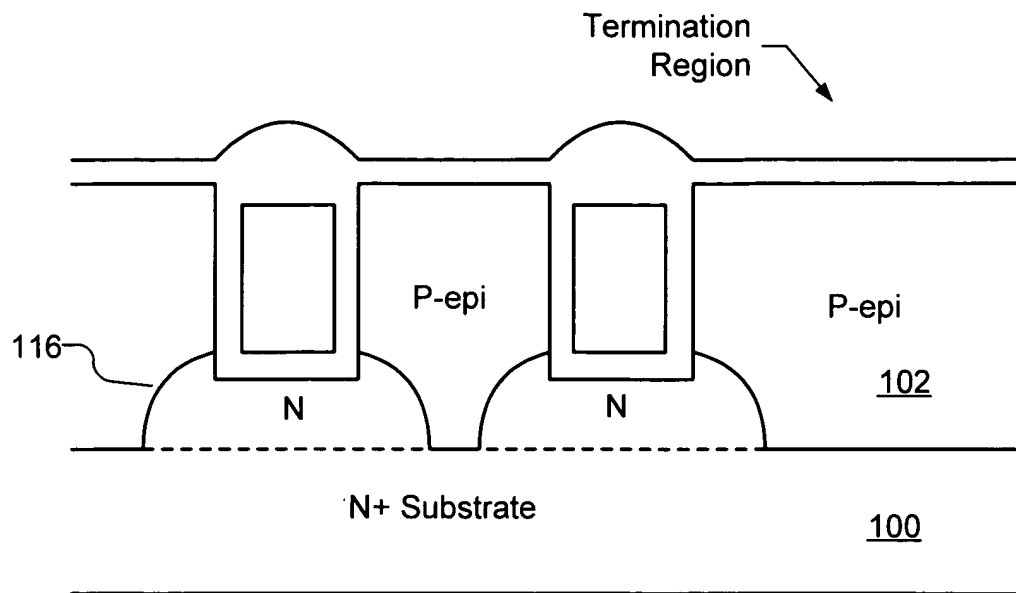 Termination
Region
P-epi
P-epi
116
102
N
N
N+ Substrate
100